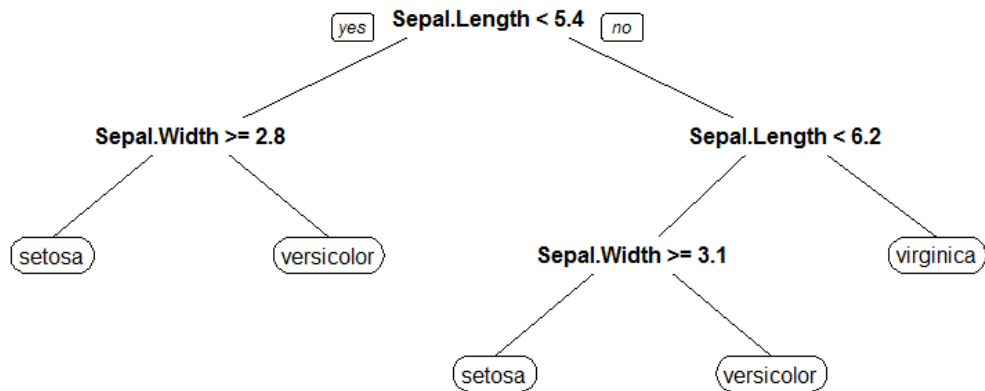 yes
Sepal.Length < 5.4
no
Sepal.Width >= 2.8
Sepal.Length < 6.2
setosa
versicolor
Sepal.Width >= 3.1
virginica
setosa
versicolor